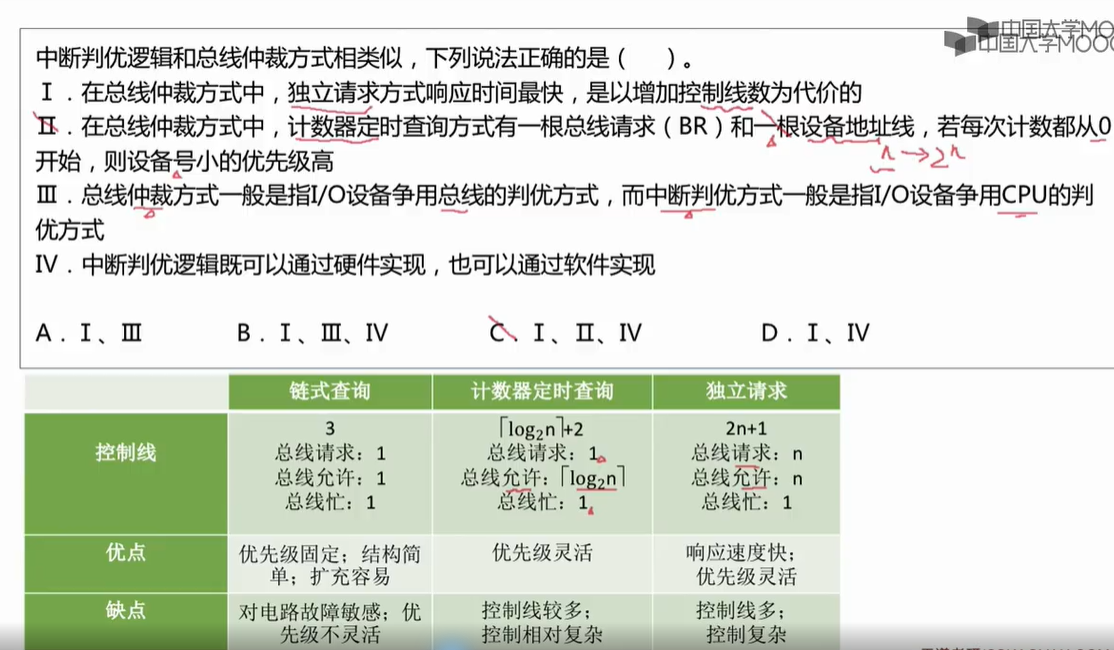 中国大学MO
中国大学MOOC
中断判优逻辑和总线仲裁方式相类似，下列说法正确的是（　　）。
Ⅰ．在总线仲裁方式中，独立请求方式响应时间最快，是以增加控制线数为代价的
Ⅱ．在总线仲裁方式中，计数器定时查询方式有一根总线请求（BR）和一根设备地址线，若每次计数都从0
n→2ⁿ
开始，则设备号小的优先级高
Ⅲ．总线仲裁方式一般是指I/O设备争用总线的判优方式，而中断判优方式一般是指I/O设备争用CPU的判
优方式
Ⅳ．中断判优逻辑既可以通过硬件实现，也可以通过软件实现
A．Ⅰ、Ⅲ　B．Ⅰ、Ⅲ、Ⅳ　C．Ⅰ、Ⅱ、Ⅳ　D．Ⅰ、Ⅳ
链式查询　计数器定时查询　独立请求
控制线
3　⌈log₂n⌉+2　2n+1
总线请求：1　总线请求：1　总线请求：n
总线允许：1　总线允许：⌈log₂n⌉　总线允许：n
总线忙：1　总线忙：1　总线忙：1
优点
优先级固定；结构简　优先级灵活　响应速度快；
单；扩充容易　优先级灵活
缺点
对电路故障敏感；优　控制线较多；　控制线多；
先级不灵活　控制相对复杂　控制复杂